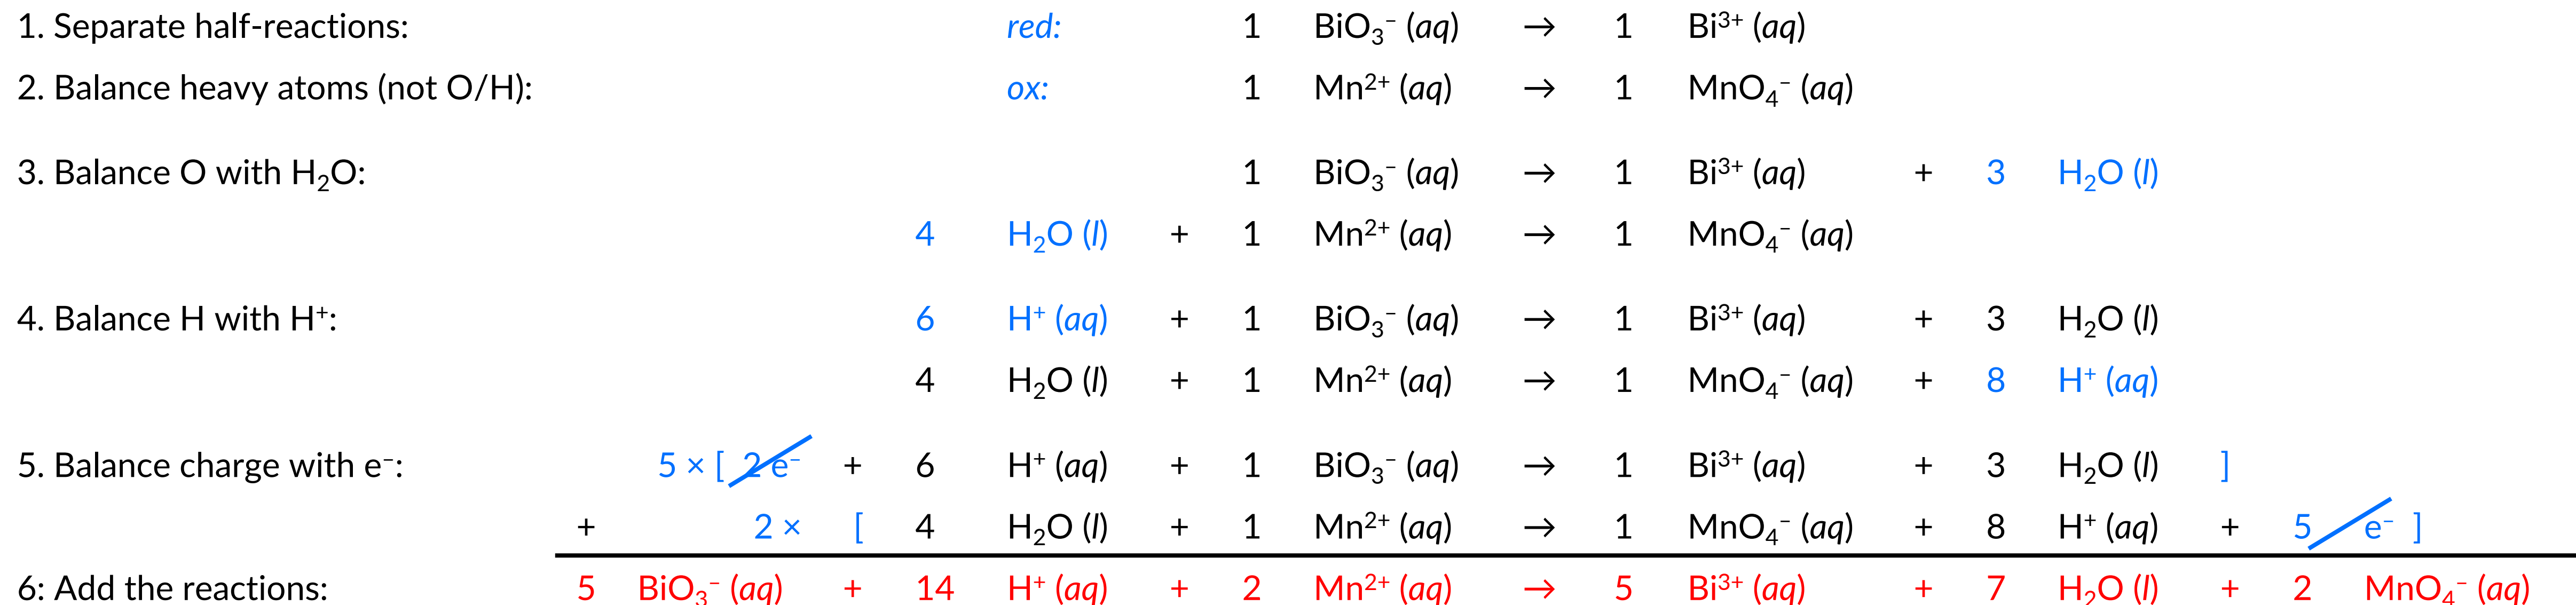 1. Separate half-reactions: red: 1 BiO₃⁻ (aq) → 1 Bi³⁺ (aq)
2. Balance heavy atoms (not O/H): ox: 1 Mn²⁺ (aq) → 1 MnO₄⁻ (aq)
3. Balance O with H₂O: 1 BiO₃⁻ (aq) → 1 Bi³⁺ (aq) + 3 H₂O (l)
4 H₂O (l) + 1 Mn²⁺ (aq) → 1 MnO₄⁻ (aq)
4. Balance H with H⁺: 6 H⁺ (aq) + 1 BiO₃⁻ (aq) → 1 Bi³⁺ (aq) + 3 H₂O (l)
4 H₂O (l) + 1 Mn²⁺ (aq) → 1 MnO₄⁻ (aq) + 8 H⁺ (aq)
5. Balance charge with e⁻: 5 × [ 2 e⁻ + 6 H⁺ (aq) + 1 BiO₃⁻ (aq) → 1 Bi³⁺ (aq) + 3 H₂O (l) ]
+ 2 × [ 4 H₂O (l) + 1 Mn²⁺ (aq) → 1 MnO₄⁻ (aq) + 8 H⁺ (aq) + 5 e⁻ ]
6: Add the reactions: 5 BiO₃⁻ (aq) + 14 H⁺ (aq) + 2 Mn²⁺ (aq) → 5 Bi³⁺ (aq) + 7 H₂O (l) + 2 MnO₄⁻ (aq)